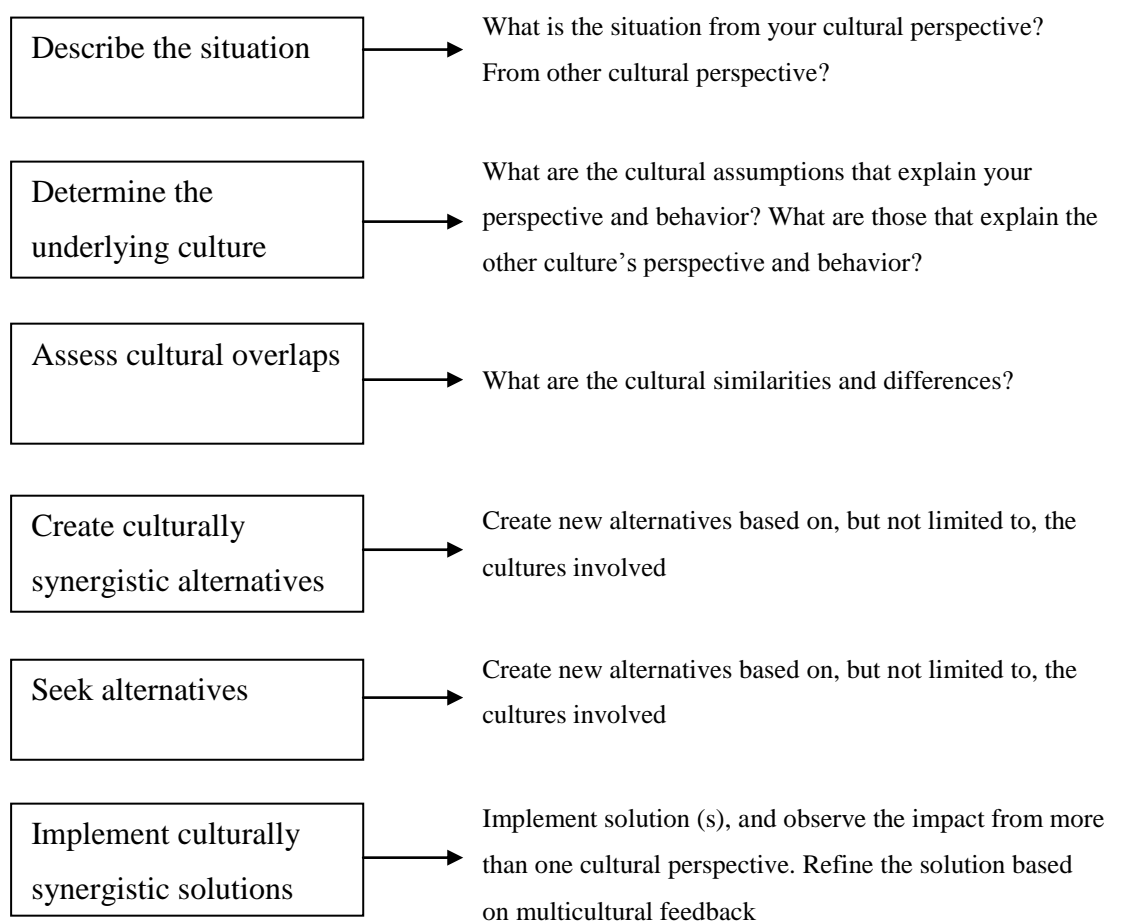 Describe the situation
What is the situation from your cultural perspective?
From other cultural perspective?
Determine the
underlying culture
What are the cultural assumptions that explain your
perspective and behavior? What are those that explain the
other culture's perspective and behavior?
Assess cultural overlaps
What are the cultural similarities and differences?
Create culturally
synergistic alternatives
Create new alternatives based on, but not limited to, the
cultures involved
Seek alternatives
Create new alternatives based on, but not limited to, the
cultures involved
Implement culturally
synergistic solutions
Implement solution (s), and observe the impact from more
than one cultural perspective. Refine the solution based
on multicultural feedback